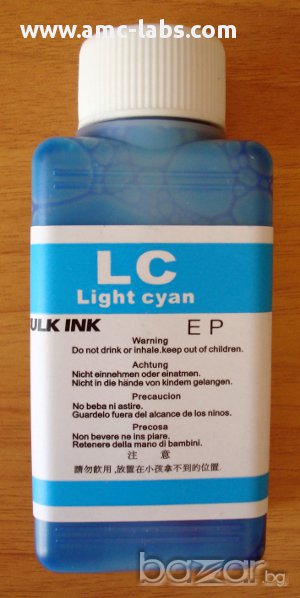 www.amc-labs.com
LC
Light cyan
ULK INK
E P
Warning
Do not drink or inhale.keep out of children.
Achtung
Nicht einnehmen oder einatmen.
Nicht in die hände von kindem gelangen.
Precaucion
No beba ni astire.
Guardelo fuera del alcance de los ninos.
Precosa
Non bevere ne ins piare.
Retenere della mano di bambini.
注 意
請勿飲用,放置在小孩拿不到的位置.
bazar.bg